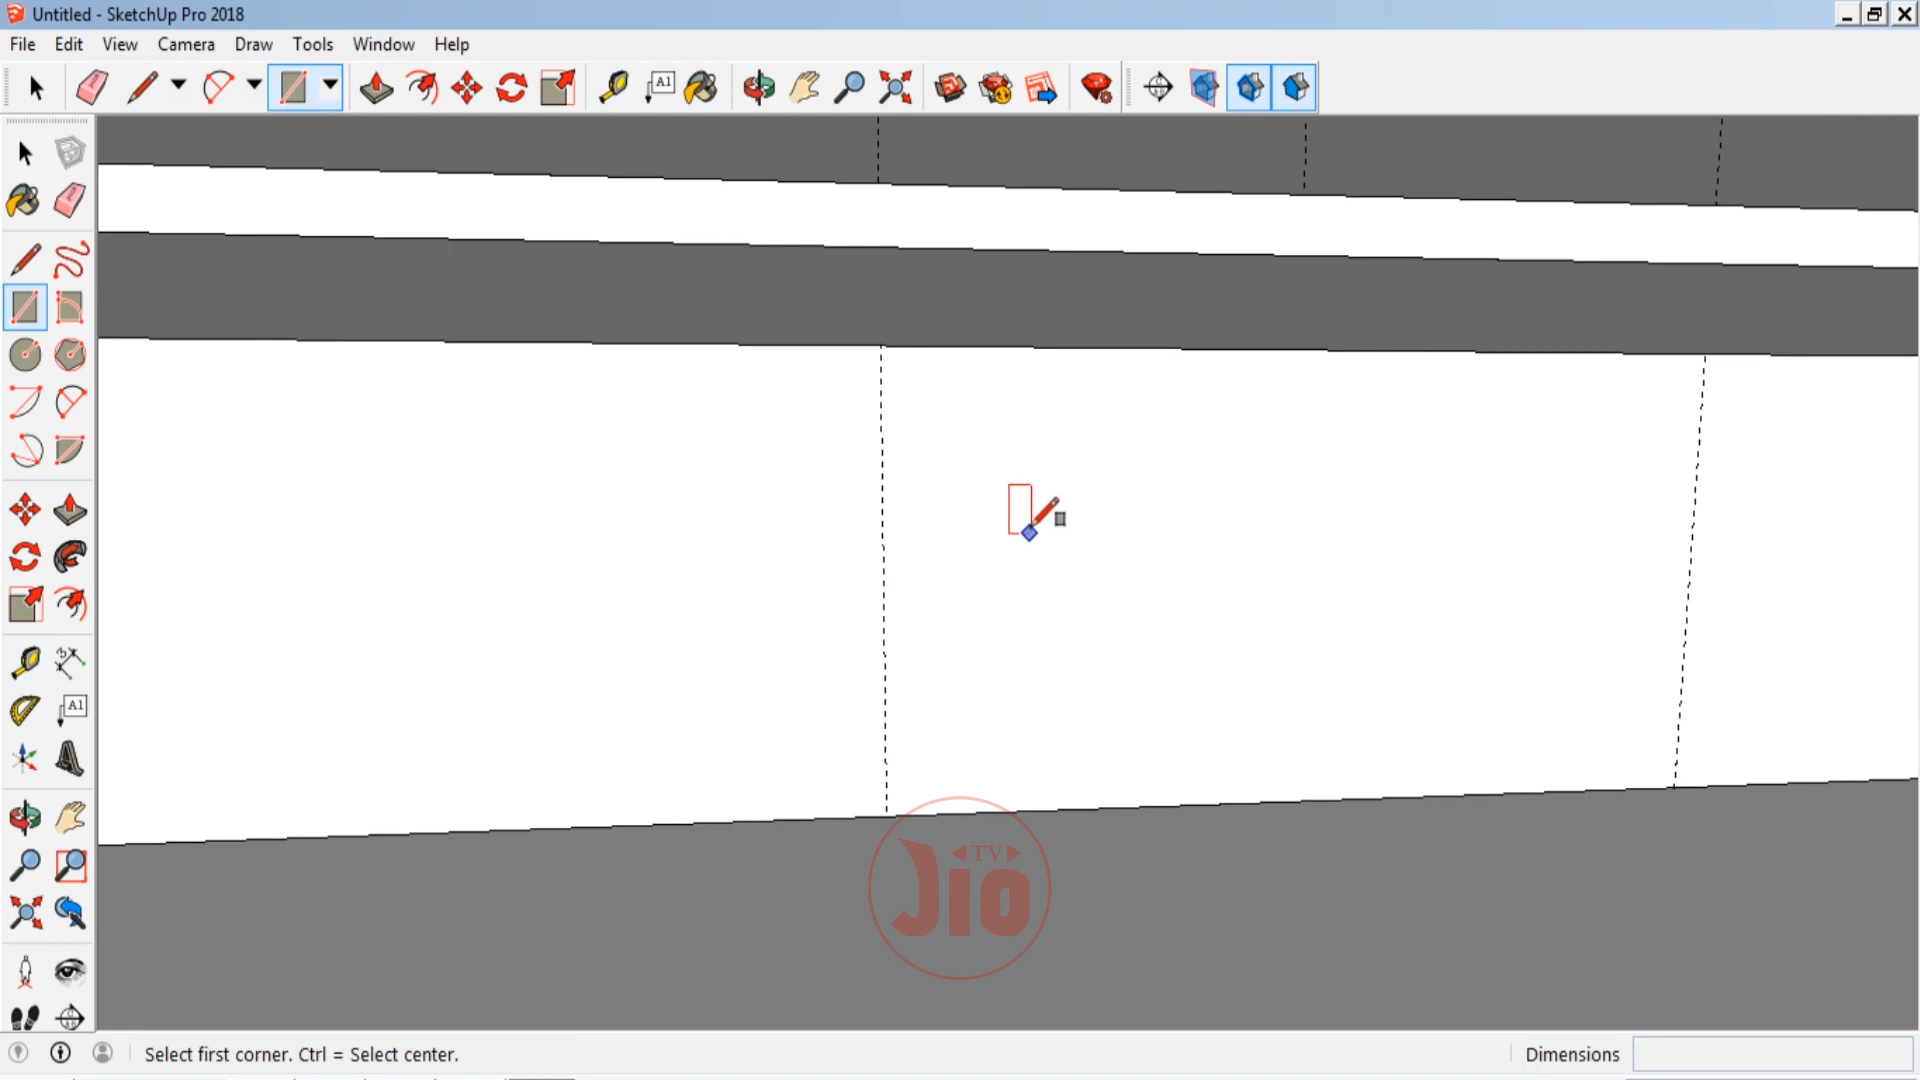 Untitled - SketchUp Pro 2018
File Edit View Camera Draw Tools Window Help
A1
A1
TV
Jio
Select first corner. Ctrl = Select center.
Dimensions